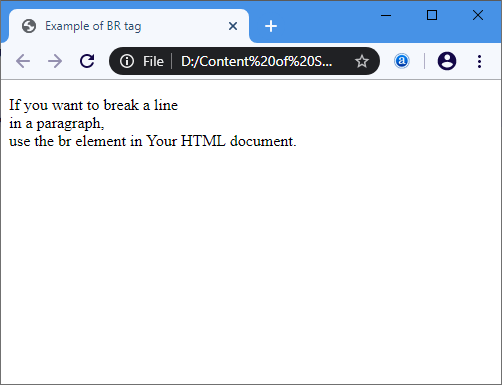 Example of BR tag
File D:/Content%20of%20S...
a
If you want to break a line
in a paragraph,
use the br element in Your HTML document.